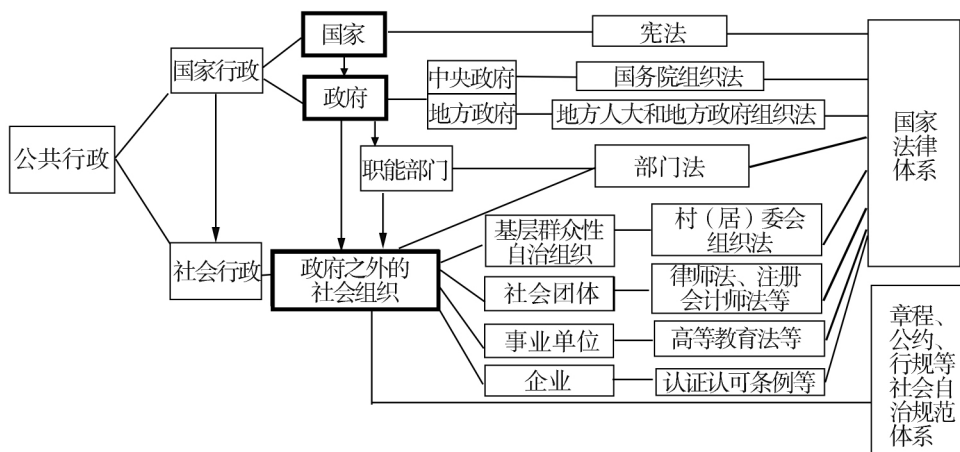 国家
宪法
国家行政
中央政府
国务院组织法
政府
地方政府
地方人大和地方政府组织法
国家
法律
体系
公共行政
职能部门
部门法
基层群众性
自治组织
村（居）委会
组织法
社会行政
政府之外的
社会组织
社会团体
律师法、注册
会计师法等
事业单位
高等教育法等
企业
认证认可条例等
章程、
公约、
行规等
社会自
治规范
体系